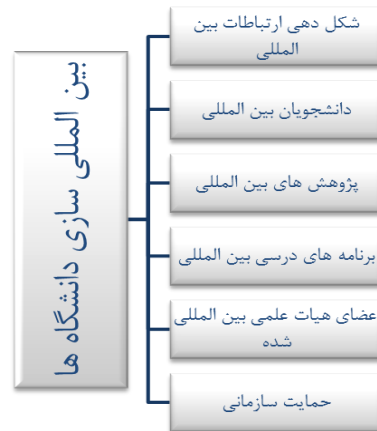 بین المللی سازی دانشگاه ها
شکل دهی ارتباطات بین
المللی
دانشجویان بین المللی
پژوهش های بین المللی
برنامه های درسی بین المللی
عضای هیات علمی بین المللی
شده
حمایت سازمانی